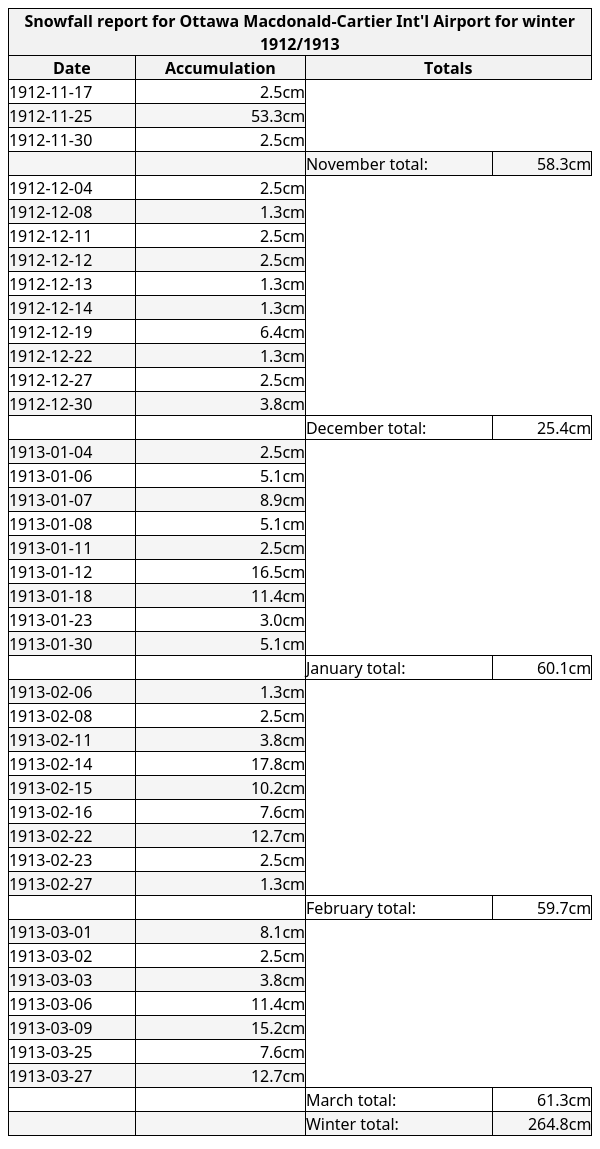 Snowfall report for Ottawa Macdonald-Cartier Int'l Airport for winter
1912/1913
Date Accumulation Totals
1912-11-17 2.5cm
1912-11-25 53.3cm
1912-11-30 2.5cm
November total: 58.3cm
1912-12-04 2.5cm
1912-12-08 1.3cm
1912-12-11 2.5cm
1912-12-12 2.5cm
1912-12-13 1.3cm
1912-12-14 1.3cm
1912-12-19 6.4cm
1912-12-22 1.3cm
1912-12-27 2.5cm
1912-12-30 3.8cm
December total: 25.4cm
1913-01-04 2.5cm
1913-01-06 5.1cm
1913-01-07 8.9cm
1913-01-08 5.1cm
1913-01-11 2.5cm
1913-01-12 16.5cm
1913-01-18 11.4cm
1913-01-23 3.0cm
1913-01-30 5.1cm
January total: 60.1cm
1913-02-06 1.3cm
1913-02-08 2.5cm
1913-02-11 3.8cm
1913-02-14 17.8cm
1913-02-15 10.2cm
1913-02-16 7.6cm
1913-02-22 12.7cm
1913-02-23 2.5cm
1913-02-27 1.3cm
February total: 59.7cm
1913-03-01 8.1cm
1913-03-02 2.5cm
1913-03-03 3.8cm
1913-03-06 11.4cm
1913-03-09 15.2cm
1913-03-25 7.6cm
1913-03-27 12.7cm
March total: 61.3cm
Winter total: 264.8cm